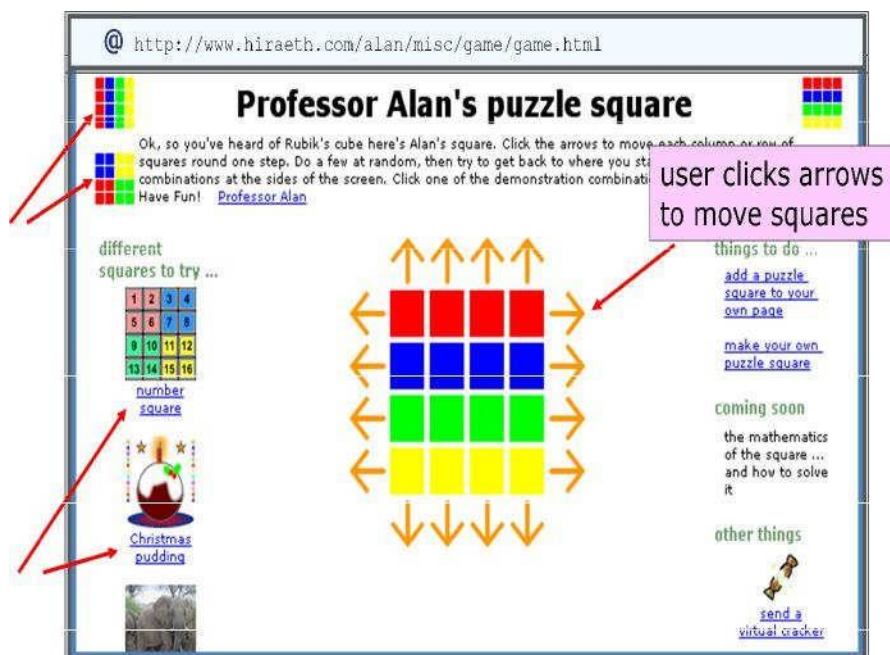 @ http://www.hiraeth.com/alan/misc/game/game.html
Professor Alan's puzzle square
Ok, so you've heard of Rubik's cube here's Alan's square. Click the arrows to move each column or row of
squares round one step. Do a few at random, then try to get back to where you
combinations at the sides of the screen. Click one of the demonstration
Have Fun! Professor Alan
user clicks arrows
to move squares
different
squares to try ...
1 2 3 4
5 6 7 8
9 10 11 12
13 14 15 16
number
square
Christmas
pudding
things to do ...
add a puzzle
square to your
own page
make your own
puzzle square
coming soon
the mathematics
of the square ...
and how to solve
it
other things
send a
virtual cracker